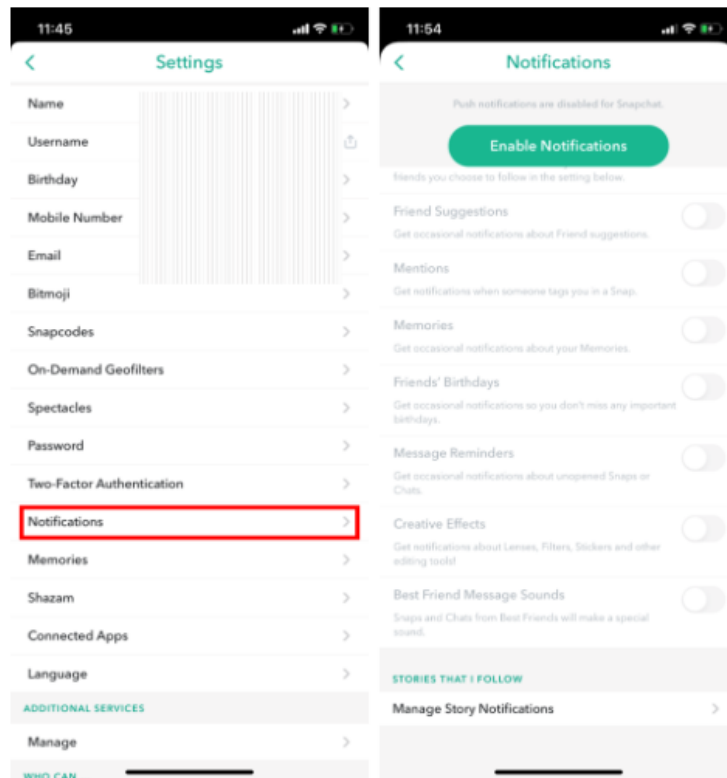 11:45
Settings
Name
Username
Birthday
Mobile Number
Email
Bitmoji
Snapcodes
On-Demand Geofilters
Spectacles
Password
Two-Factor Authentication
Notifications
Memories
Shazam
Connected Apps
Language
ADDITIONAL SERVICES
Manage
WHO CAN
11:54
Notifications
Push notifications are disabled for Snapchat.
Enable Notifications
friends you choose to follow in the setting below.
Friend Suggestions
Get occasional notifications about Friend suggestions.
Mentions
Get notifications when someone tags you in a Snap.
Memories
Get occasional notifications about your Memories.
Friends' Birthdays
Get occasional notifications so you don't miss any important
birthdays.
Message Reminders
Get occasional notifications about unopened Snaps or
Chats.
Creative Effects
Get notifications about Lenses, Filters, Stickers and other
editing tools!
Best Friend Message Sounds
Snaps and Chats from Best Friends will make a special
sound.
STORIES THAT I FOLLOW
Manage Story Notifications